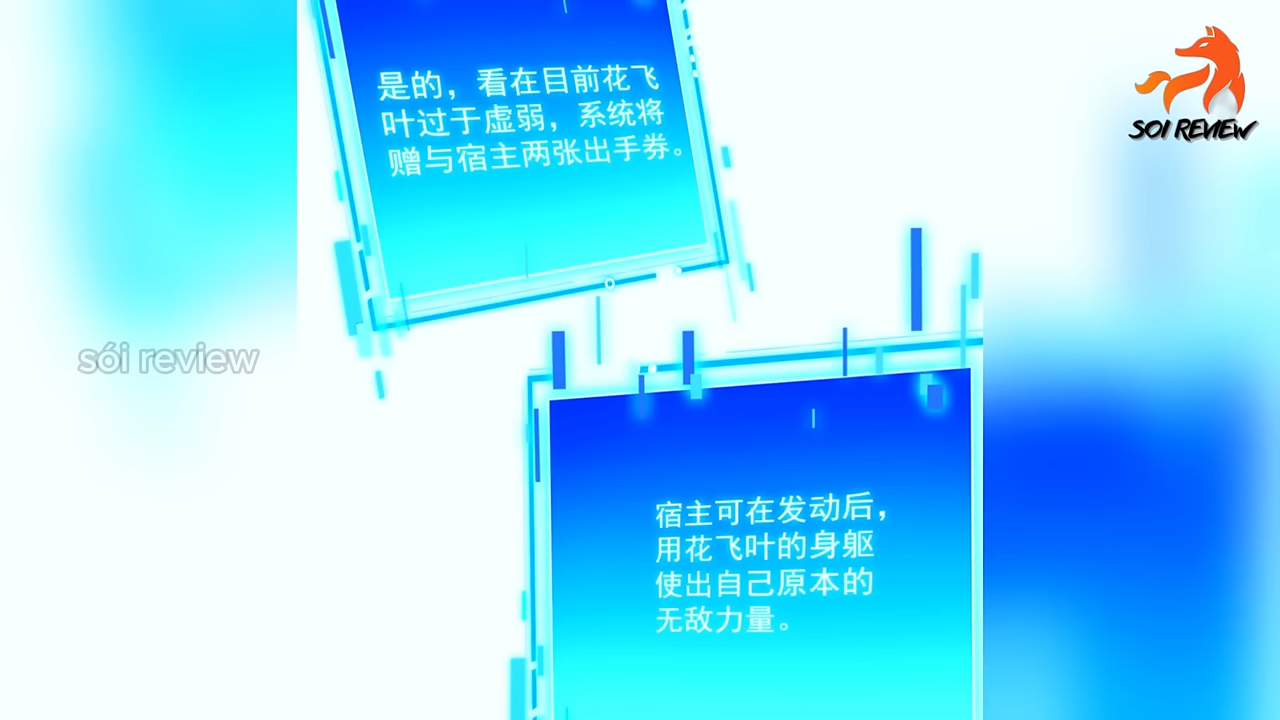 是的，看在目前花飞
叶过于虚弱，系统将
赠与宿主两张出手券。
SOI REVIEW
sói review
宿主可在发动后，
用花飞叶的身躯
使出自己原本的
无敌力量。